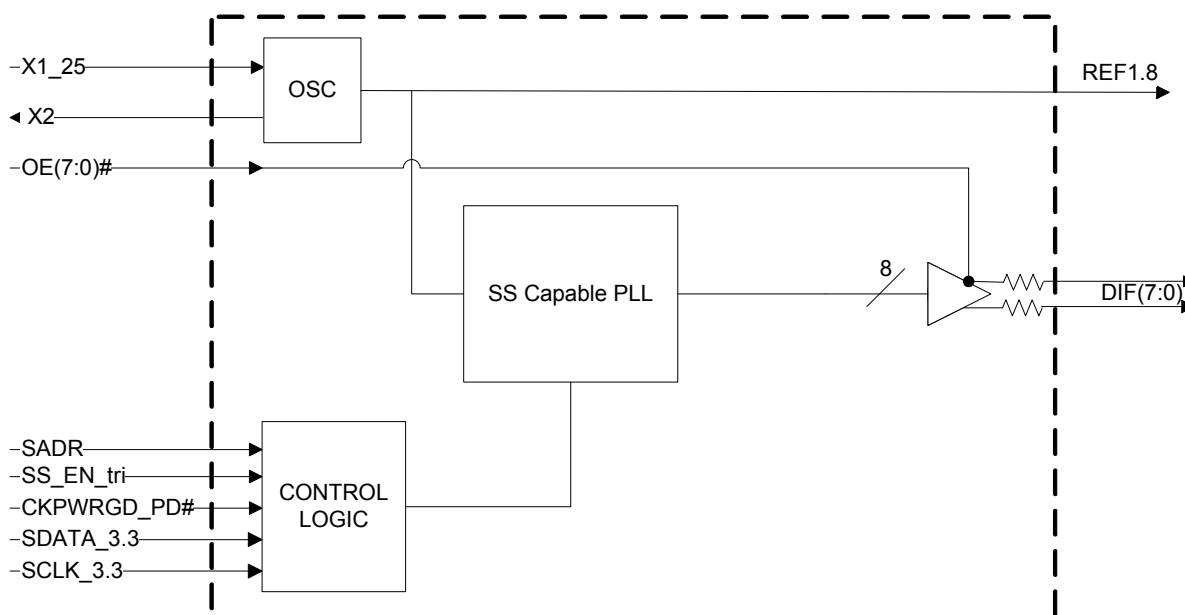 X1_25
OSC
REF1.8
X2
OE(7:0)#
8
SS Capable PLL
DIF(7:0)
SADR
SS_EN_tri
CKPWRGD_PD#
SDATA_3.3
SCLK_3.3
CONTROL
LOGIC